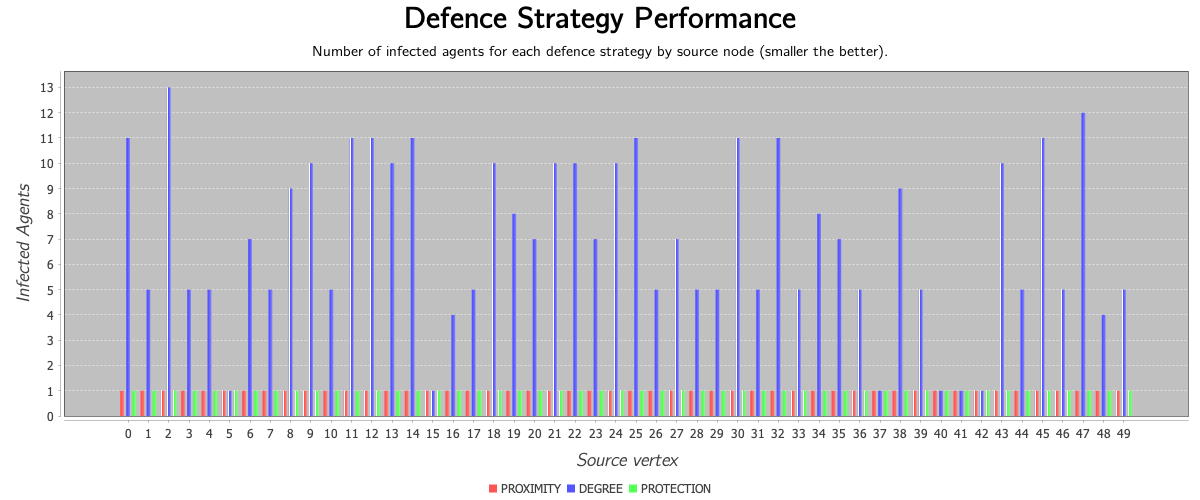 Defence Strategy Performance
Number of infected agents for each defence strategy by source node (smaller the better).
13
12
11
10
9
8
7
6
5
4
3
2
1
0
Infected Agents
0 1 2 3 4 5 6 7 8 9 10 11 12 13 14 15 16 17 18 19 20 21 22 23 24 25 26 27 28 29 30 31 32 33 34 35 36 37 38 39 40 41 42 43 44 45 46 47 48 49
Source vertex
PROXIMITY DEGREE PROTECTION